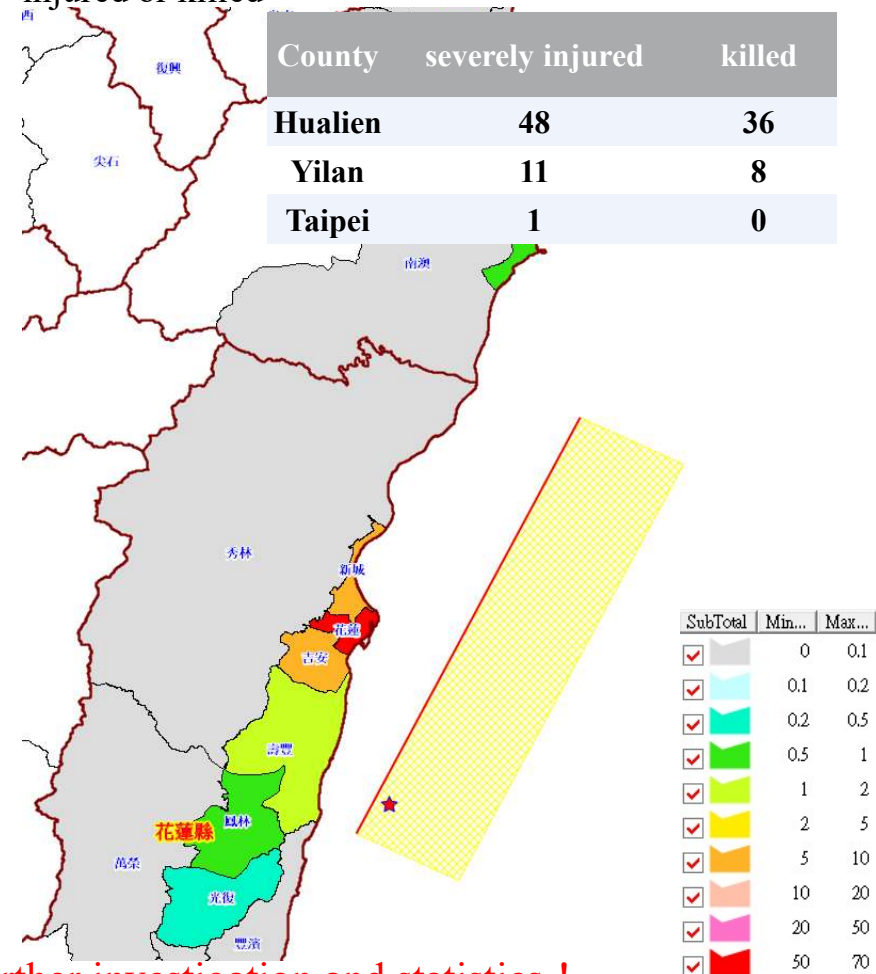 injured or killed
County severely injured killed
Hualien 48 36
Yilan 11 8
Taipei 1 0
復興
尖石
南澳
秀林
新城
花蓮
吉安
壽豐
鳳林
花蓮縣
萬榮
光復
豐濱
SubTotal Min... Max...
0 0.1
0.1 0.2
0.2 0.5
0.5 1
1 2
2 5
5 10
10 20
20 50
50 70
investigation and statistics !